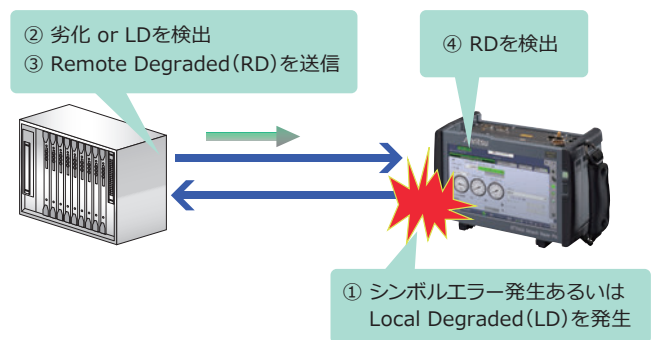 ② 劣化 or LDを検出
③ Remote Degraded（RD）を送信
④ RDを検出
① シンボルエラー発生あるいは
Local Degraded（LD）を発生